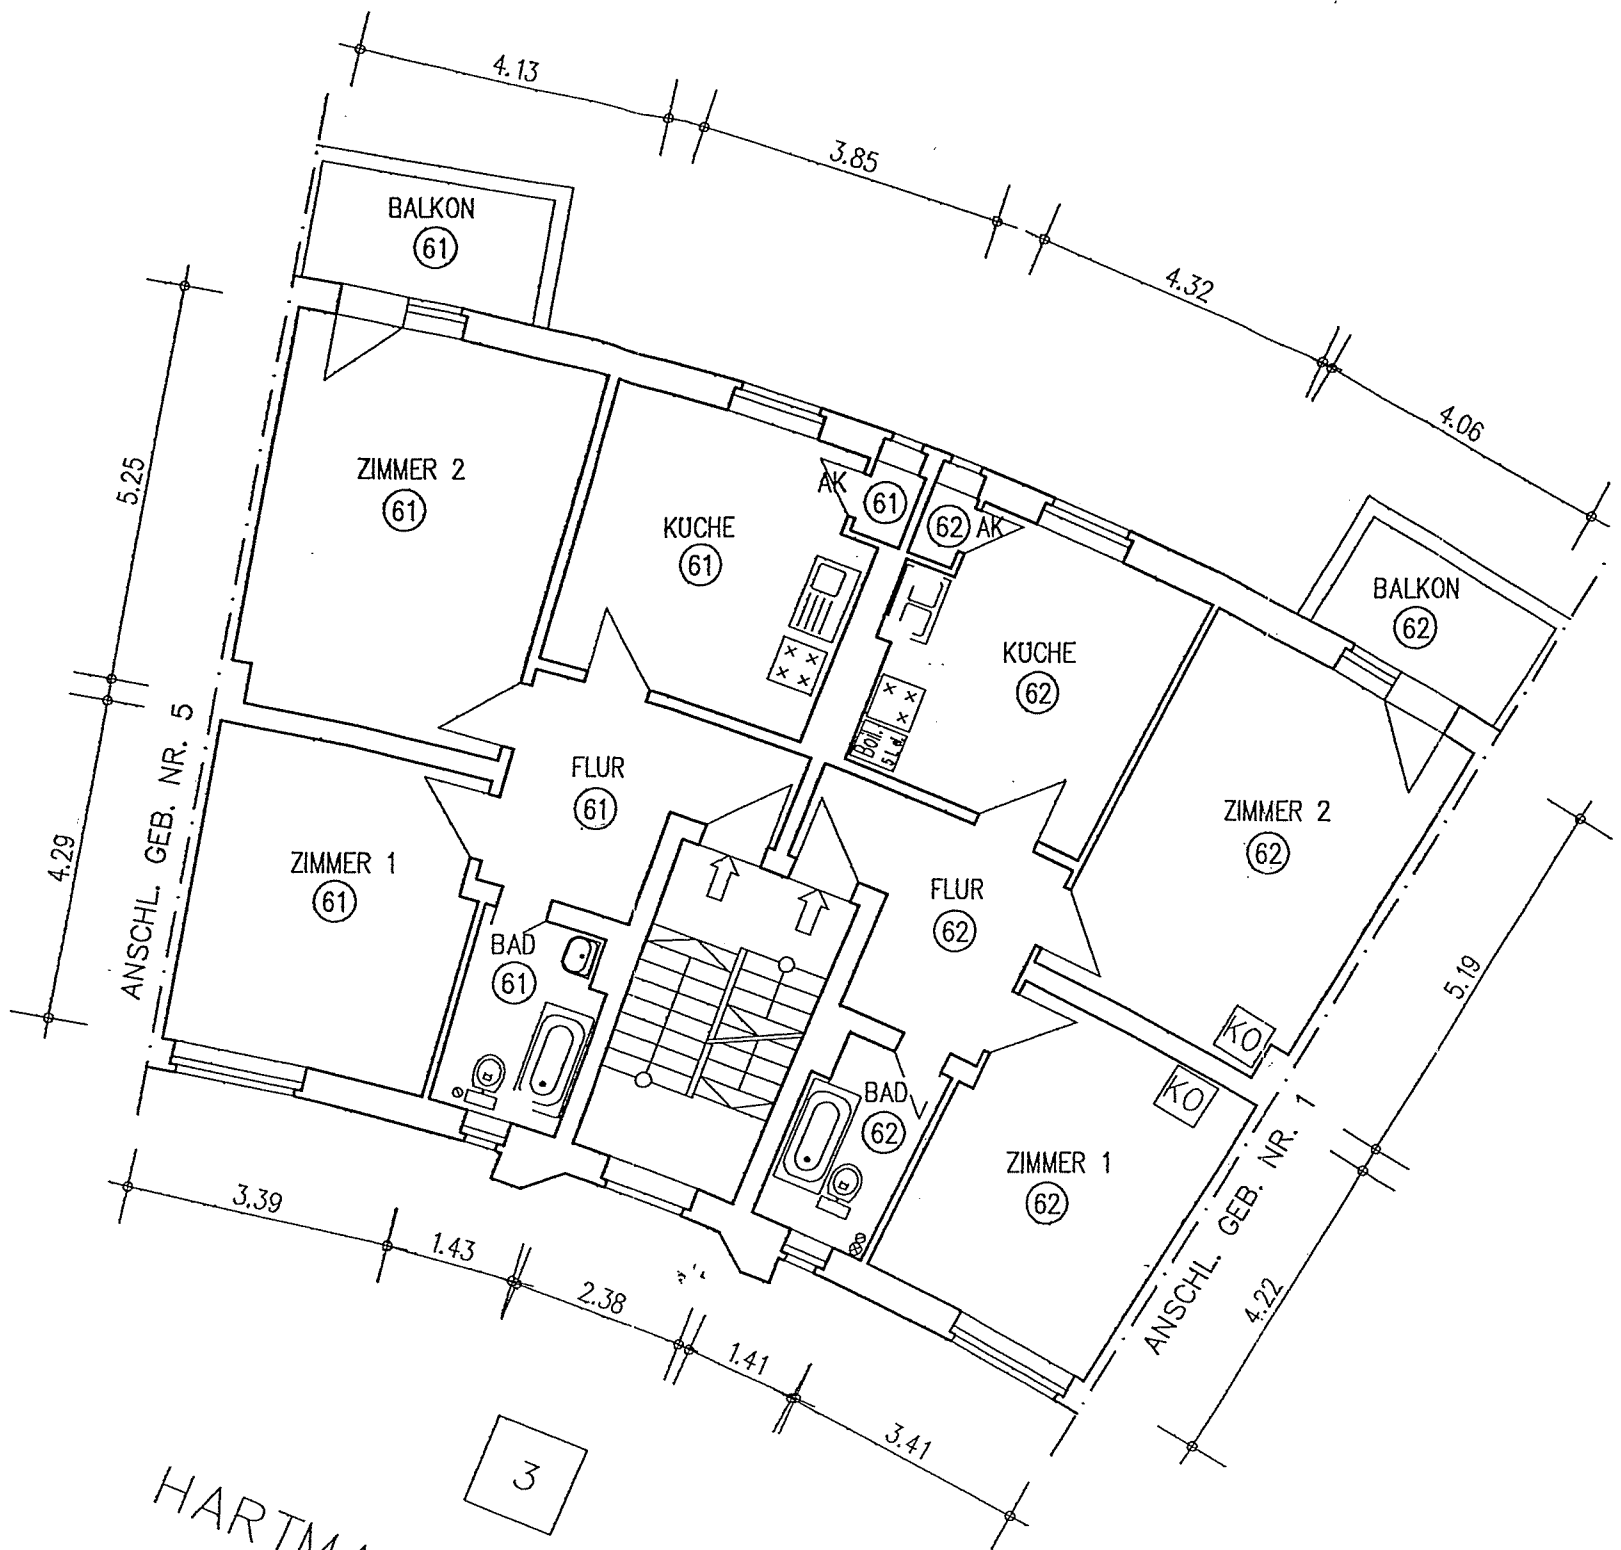 4.13
3.85
4.32
4.06
BALKON
61
5.25
ZIMMER 2
61
KÜCHE
61
AK
61
62
AK
KÜCHE
62
BALKON
62
Boil.
5 L d.
ANSCHL. GEB. NR. 5
FLUR
61
ZIMMER 2
62
4.29
ZIMMER 1
61
FLUR
62
BAD
61
5.19
KO
KO
BAD
62
ZIMMER 1
62
ANSCHL. GEB. NR. 1
3.39
1.43
2.38
1.41
3.41
4.22
3